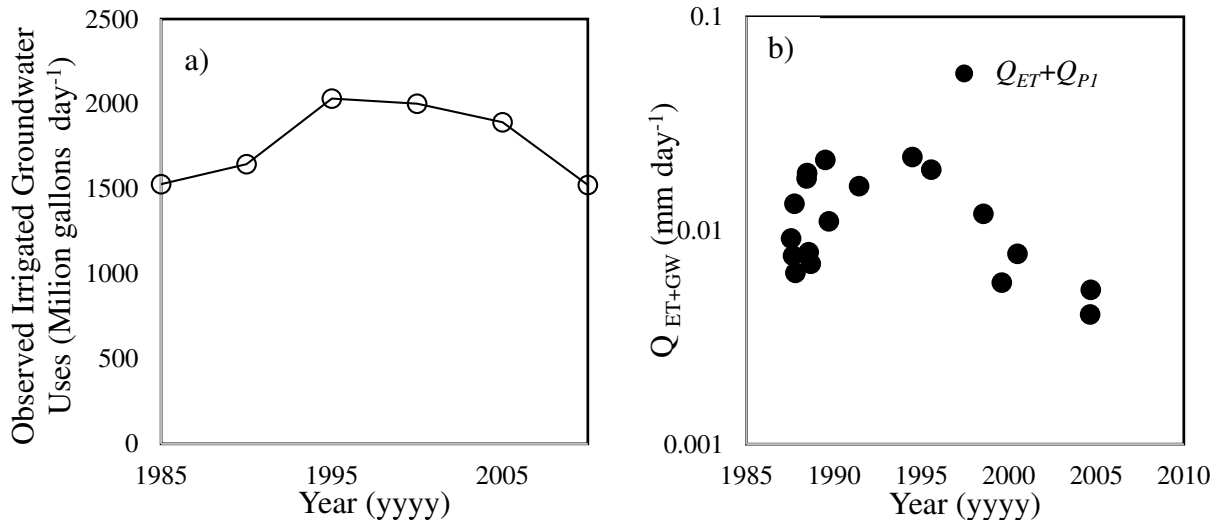 Observed Irrigated Groundwater
Uses (Milion gallons day-1)
2500
2000
1500
1000
500
0
a)
1985
1995
2005
Year (yyyy)
Q ET+GW (mm day-1)
0.1
0.01
0.001
b)
QET+QP1
1985
1990
1995
2000
2005
2010
Year (yyyy)